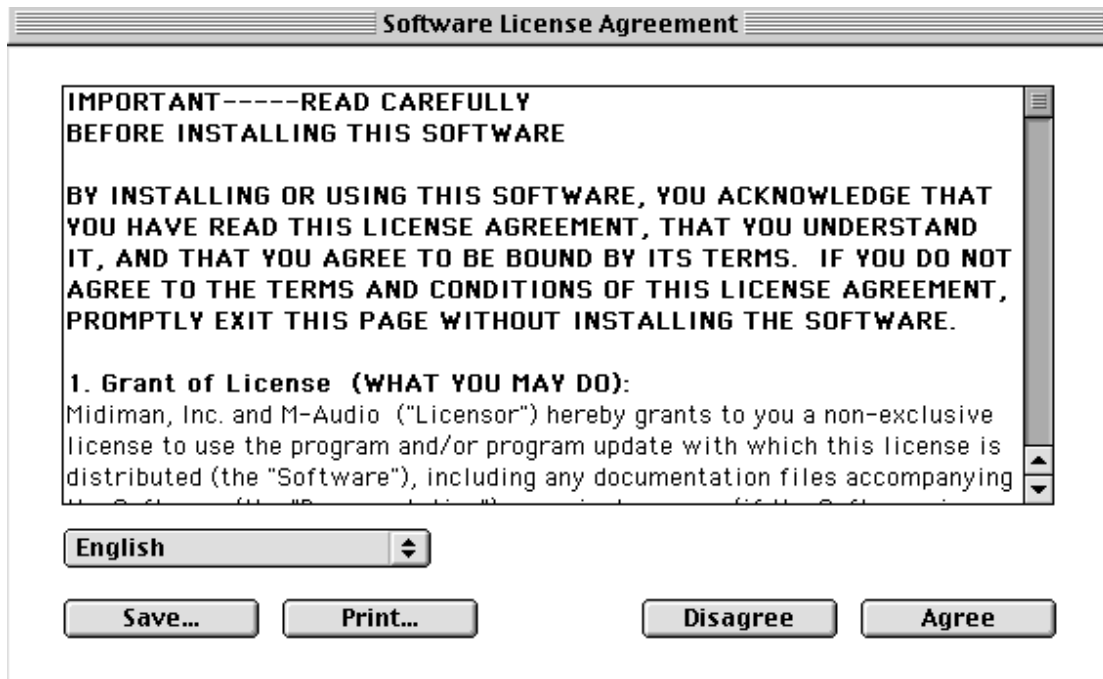 Software License Agreement
IMPORTANT-----READ CAREFULLY
BEFORE INSTALLING THIS SOFTWARE
BY INSTALLING OR USING THIS SOFTWARE, YOU ACKNOWLEDGE THAT
YOU HAVE READ THIS LICENSE AGREEMENT, THAT YOU UNDERSTAND
IT, AND THAT YOU AGREE TO BE BOUND BY ITS TERMS.  IF YOU DO NOT
AGREE TO THE TERMS AND CONDITIONS OF THIS LICENSE AGREEMENT,
PROMPTLY EXIT THIS PAGE WITHOUT INSTALLING THE SOFTWARE.
1. Grant of License  (WHAT YOU MAY DO):
Midiman, Inc. and M-Audio  ("Licensor") hereby grants to you a non-exclusive
license to use the program and/or program update with which this license is
distributed (the "Software"), including any documentation files accompanying
English
Save... Print... Disagree Agree